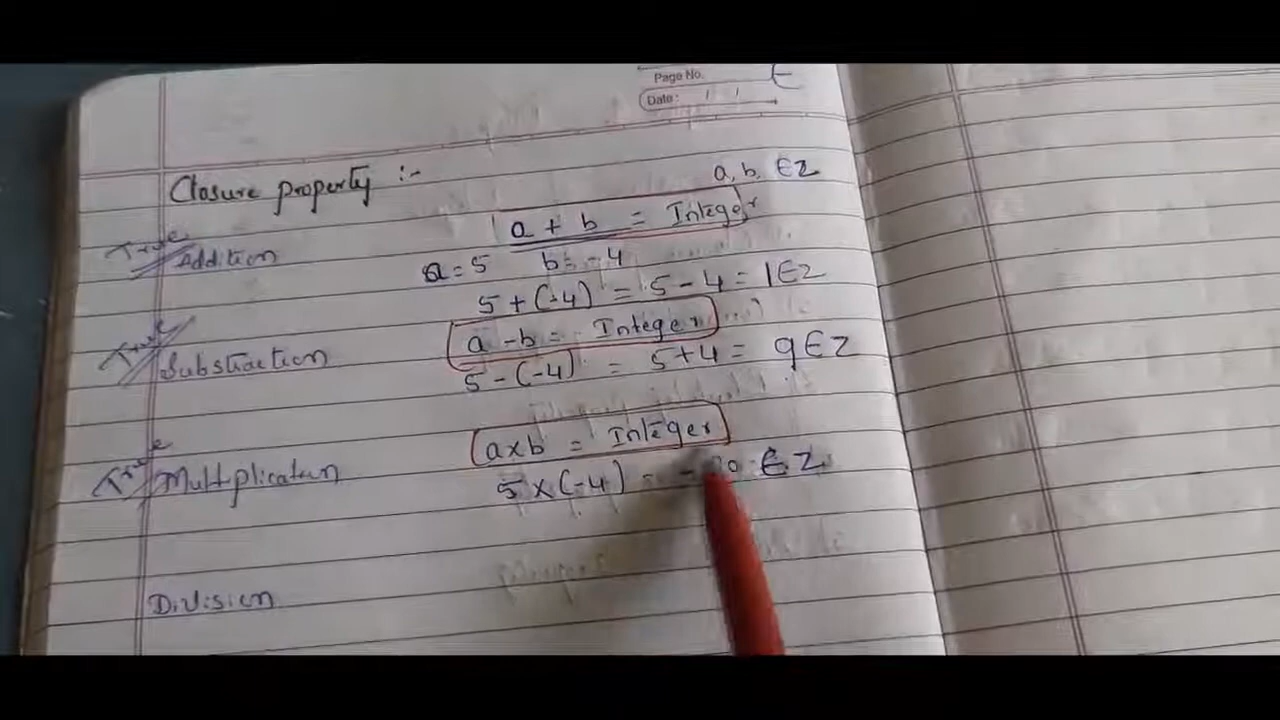 Page No.
Date:
Closure property :-
a, b, ∈ Z
True Addition
a + b = Integer
a = 5 b = -4
5 + (-4) = 5 - 4 = 1 ∈ Z
True Substraction
a - b = Integer
5 - (-4) = 5 + 4 = 9 ∈ Z
True Multiplication
a x b = Integer
5 x (-4) = -20 ∈ Z
Division